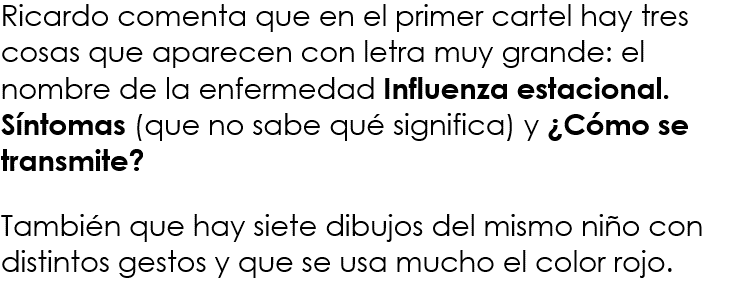 Ricardo comenta que en el primer cartel hay tres
cosas que aparecen con letra muy grande: el
nombre de la enfermedad Influenza estacional.
Síntomas (que no sabe qué significa) y ¿Cómo se
transmite?
También que hay siete dibujos del mismo niño con
distintos gestos y que se usa mucho el color rojo.